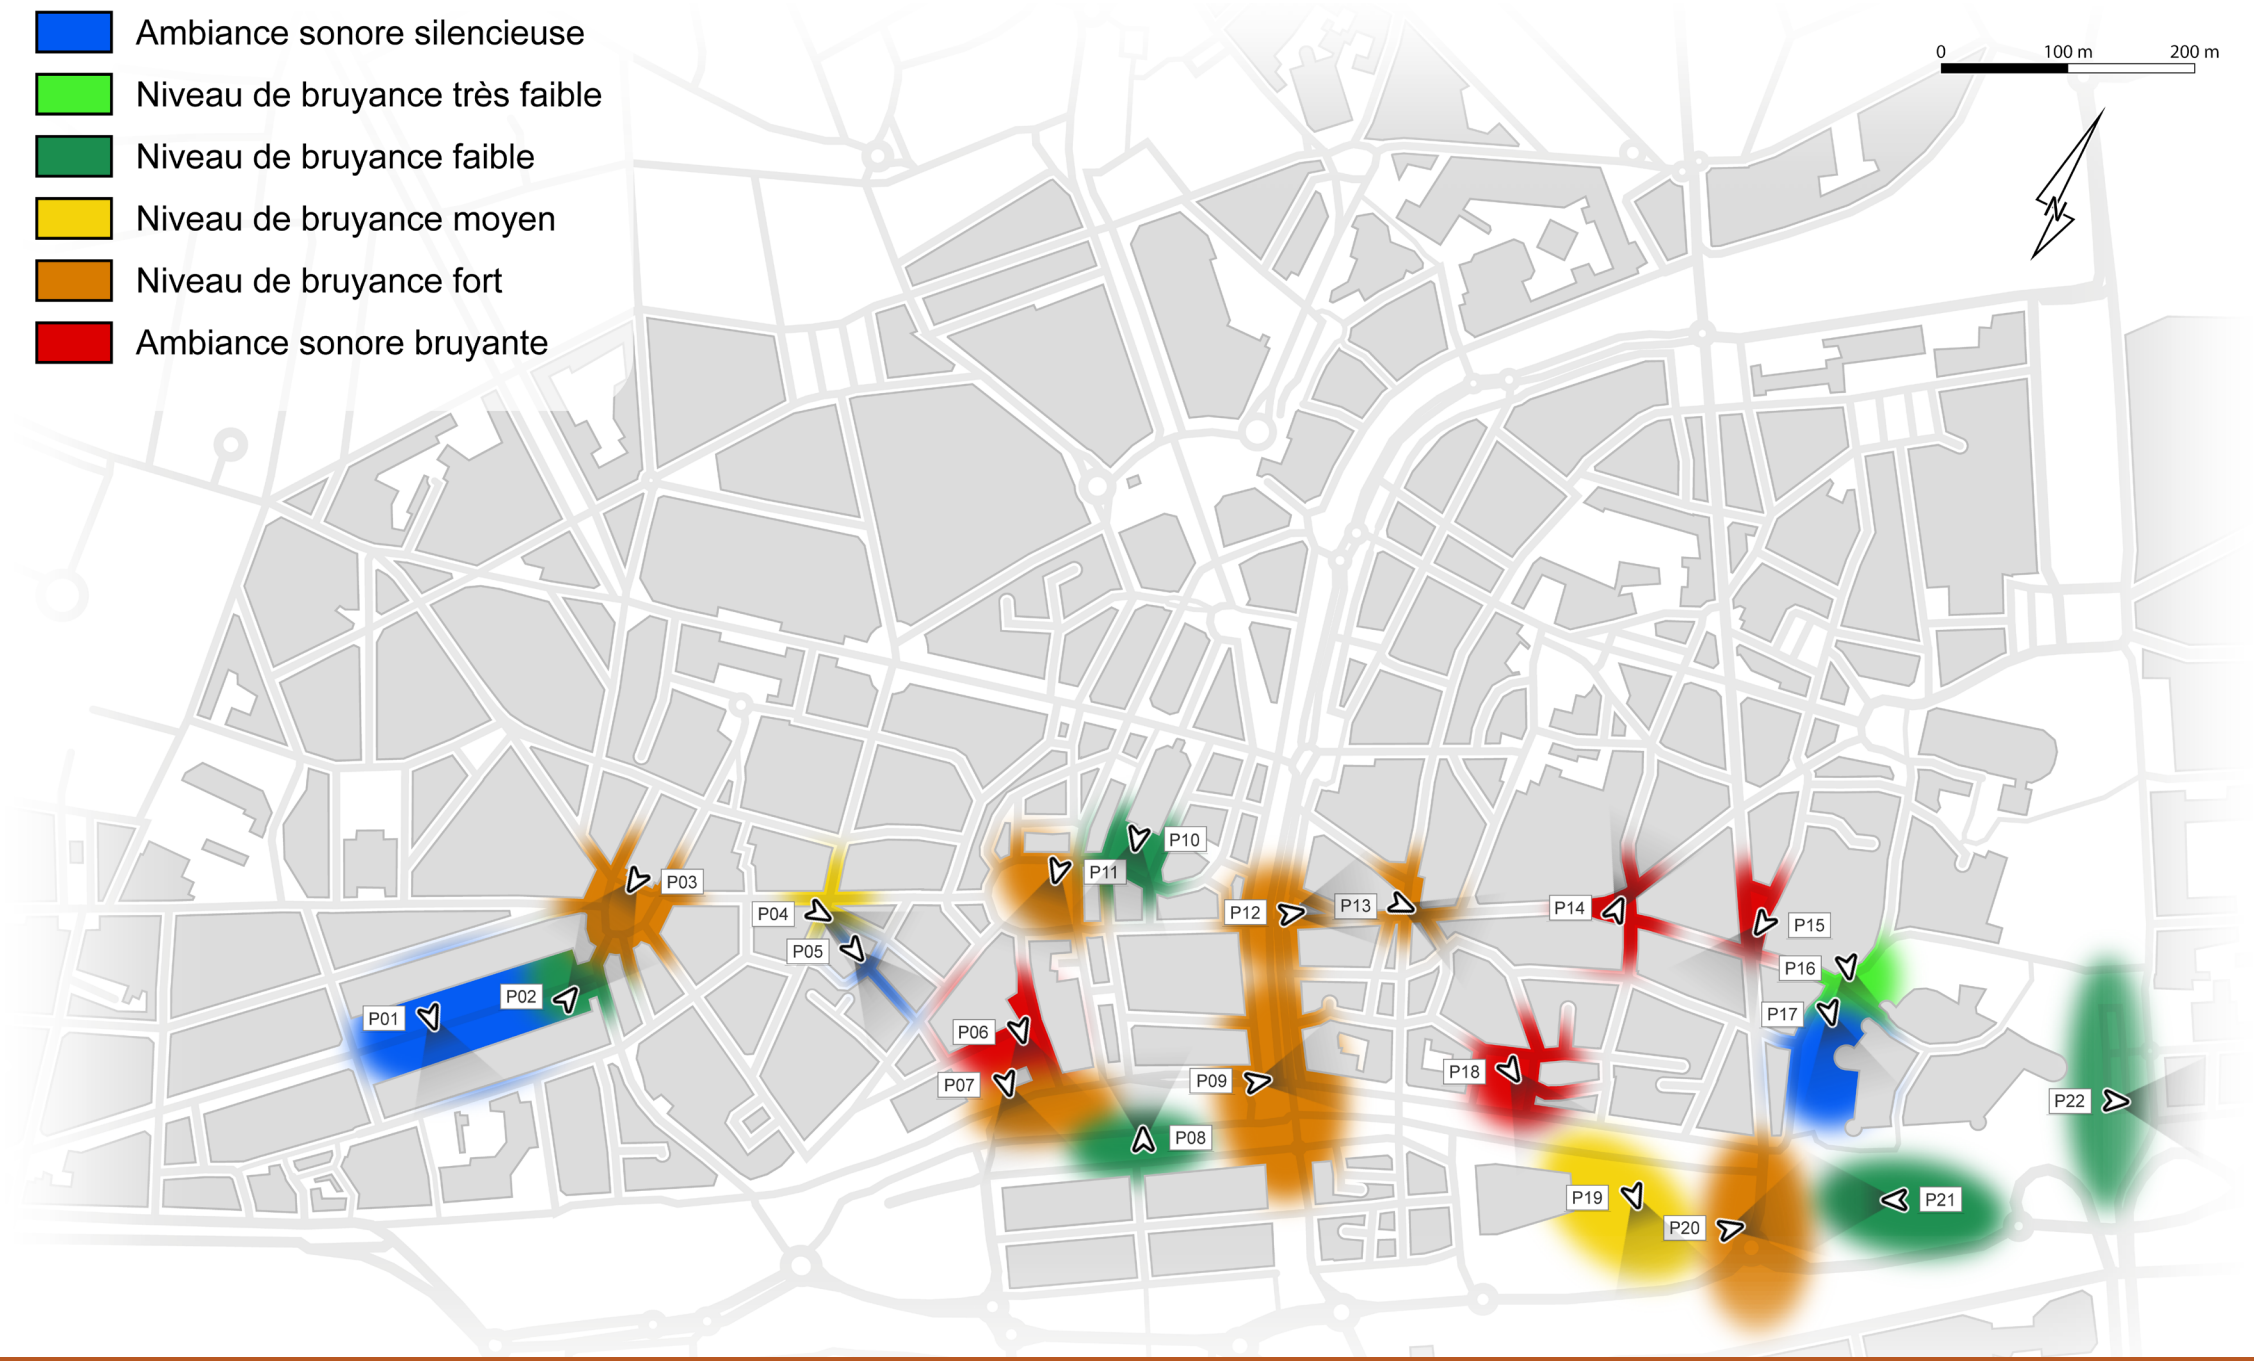 Ambiance sonore silencieuse
Niveau de bruyance très faible
Niveau de bruyance faible
Niveau de bruyance moyen
Niveau de bruyance fort
Ambiance sonore bruyante
0 100 m 200 m
N
P10
P11
P03
P04
P12
P13
P14
P15
P05
P16
P02
P01
P17
P06
P07
P09
P18
P22
P08
P19
P21
P20